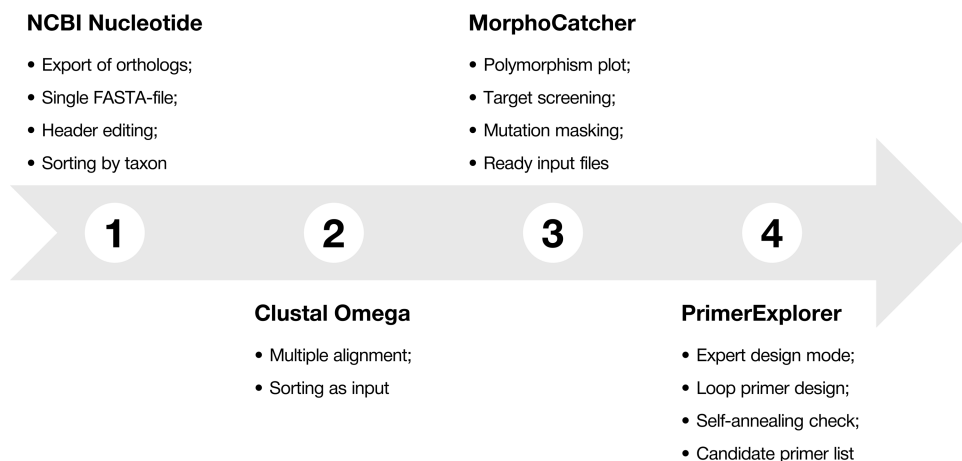 NCBI Nucleotide
• Export of orthologs;
• Single FASTA-file;
• Header editing;
• Sorting by taxon
MorphoCatcher
• Polymorphism plot;
• Target screening;
• Mutation masking;
• Ready input files
1
2
3
4
Clustal Omega
• Multiple alignment;
• Sorting as input
PrimerExplorer
• Expert design mode;
• Loop primer design;
• Self-annealing check;
• Candidate primer list